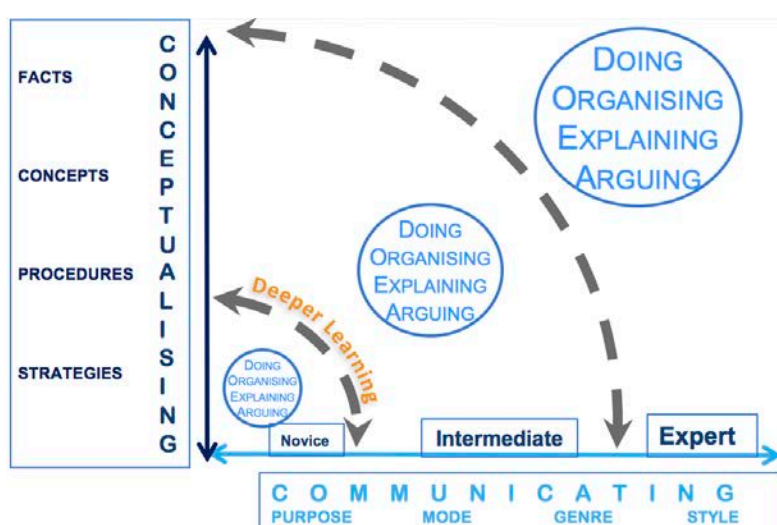 FACTS
CONCEPTS
PROCEDURES
STRATEGIES
CONCEPTUALISING
DOING
ORGANISING
EXPLAINING
ARGUING
DOING
ORGANISING
EXPLAINING
ARGUING
Deeper Learning
DOING
ORGANISING
EXPLAINING
ARGUING
Novice
Intermediate
Expert
COMMUNICATING
PURPOSE MODE GENRE STYLE